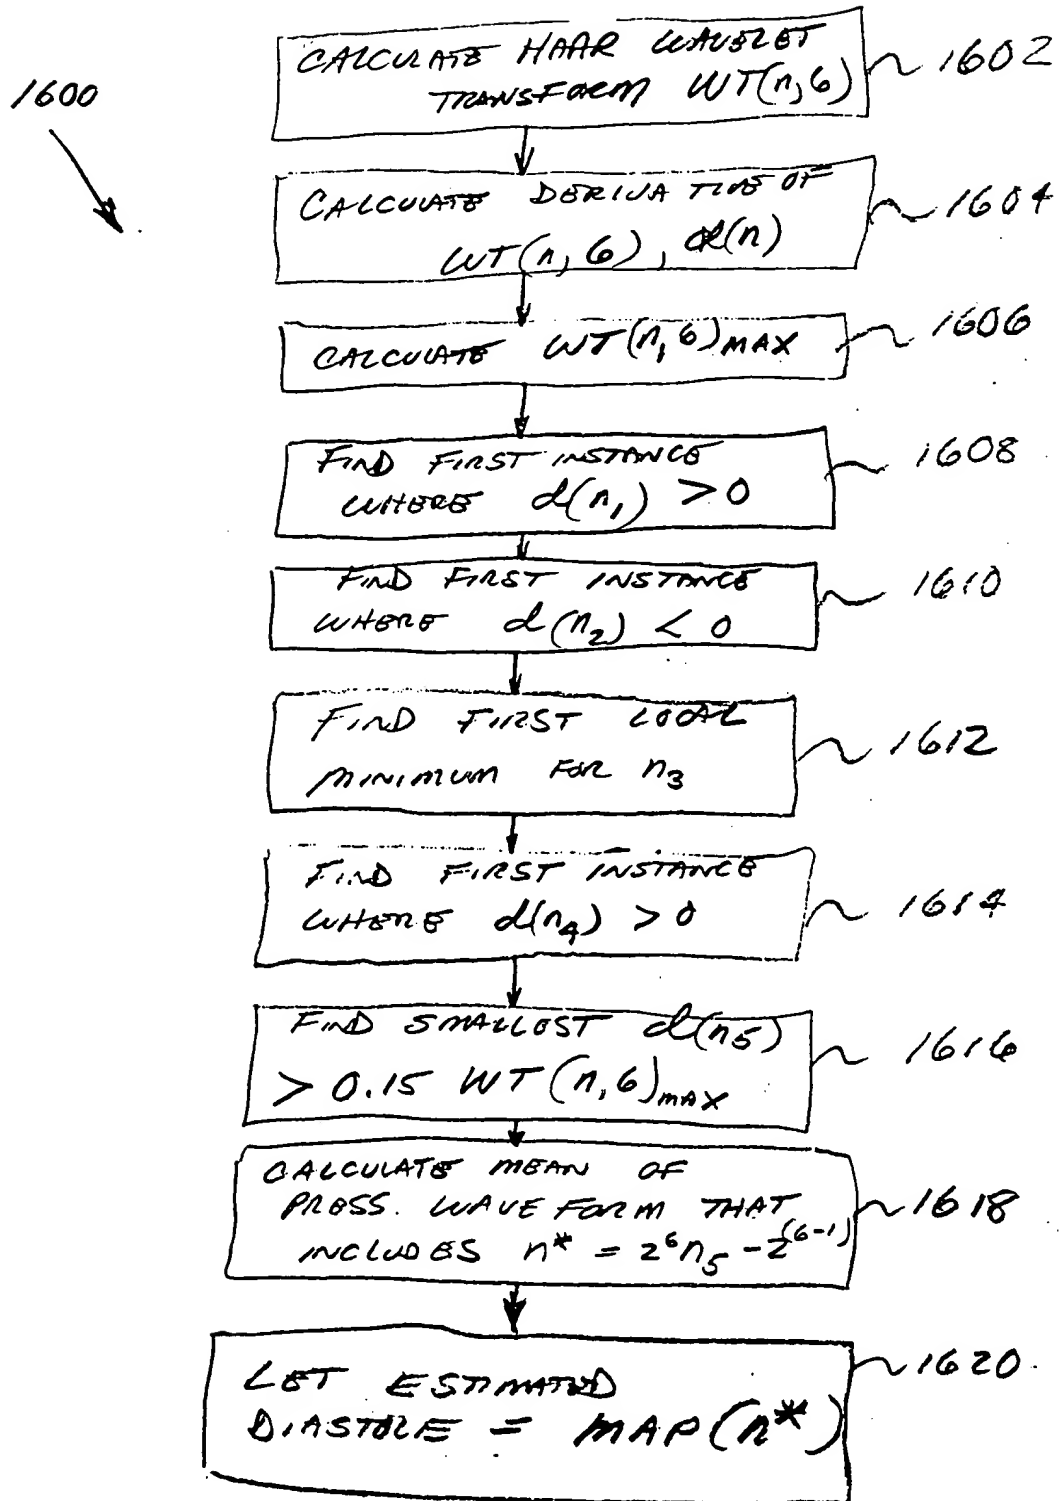 1600
CALCULATE HAAR WAVELET
TRANSFORM WT(n,6)
1602
CALCULATE DERIVATIVE OF
WT(n,6), d(n)
1604
CALCULATE WT(n,6)MAX
1606
FIND FIRST INSTANCE
WHERE d(n₁) > 0
1608
FIND FIRST INSTANCE
WHERE d(n₂) < 0
1610
FIND FIRST LOCAL
MINIMUM FOR n₃
1612
FIND FIRST INSTANCE
WHERE d(n₄) > 0
1614
FIND SMALLEST d(n₅)
> 0.15 WT(n,6)MAX
1616
CALCULATE MEAN OF
PRESS. WAVEFORM THAT
INCLUDES n* = 2⁶n₅ - 2⁽⁶⁻¹⁾
1618
LET ESTIMATED
DIASTOLE = MAP(n*)
1620